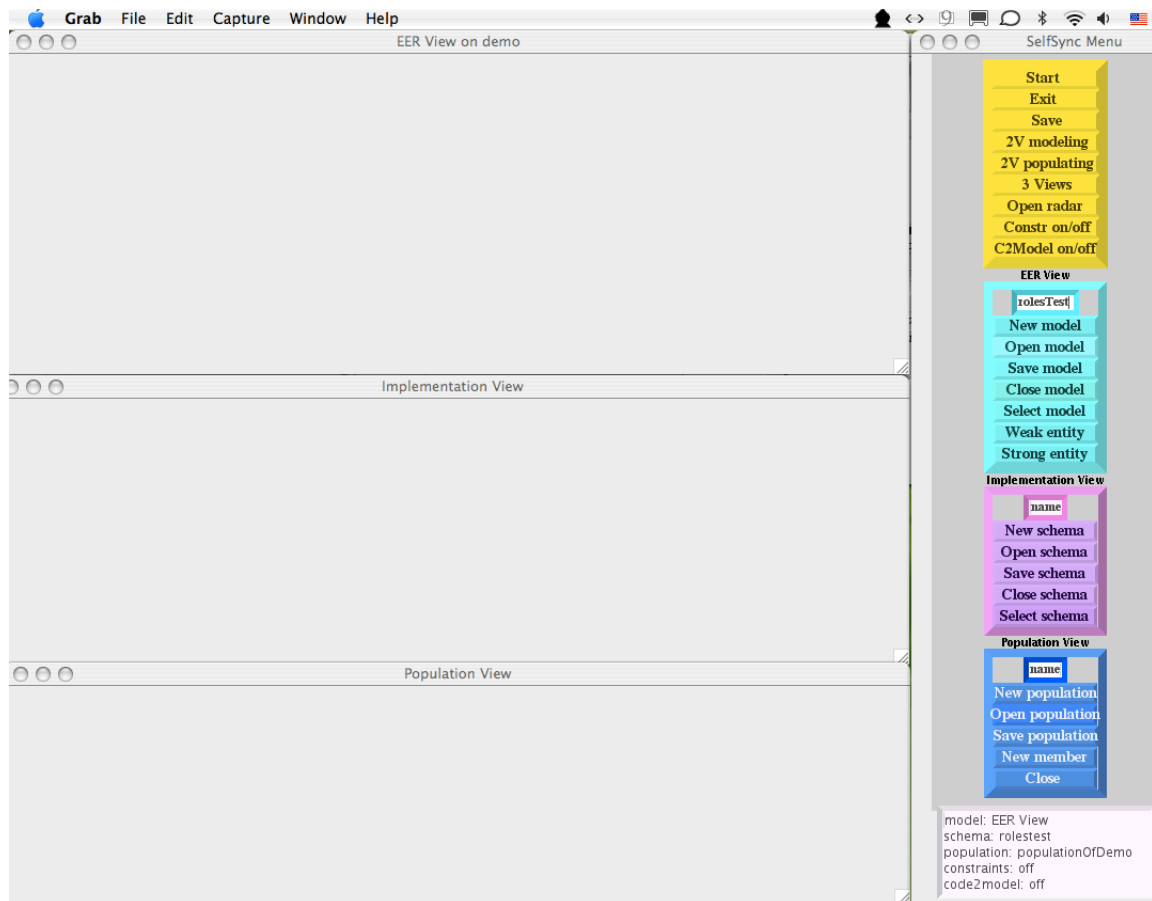 Grab File Edit Capture Window Help
EER View on demo
SelfSync Menu
Start
Exit
Save
2V modeling
2V populating
3 Views
Open radar
Constr on/off
C2Model on/off
EER View
rolesTest
New model
Open model
Save model
Close model
Select model
Weak entity
Strong entity
Implementation View
Implementation View
name
New schema
Open schema
Save schema
Close schema
Select schema
Population View
Population View
name
New population
Open population
Save population
New member
Close
model: EER View
schema: rolestest
population: populationOfDemo
constraints: off
code2model: off